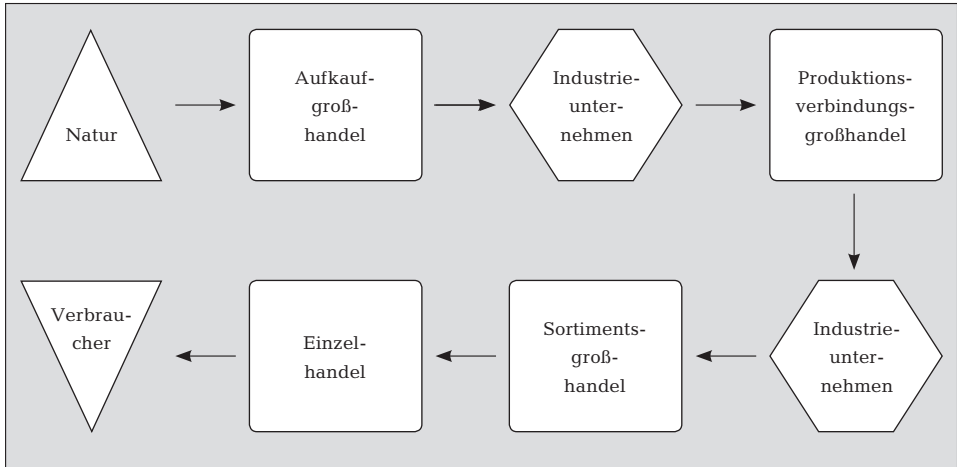 Natur
Aufkauf-
groß-
handel
Industrie-
unter-
nehmen
Produktions-
verbindungs-
großhandel
Industrie-
unter-
nehmen
Sortiments-
groß-
handel
Einzel-
handel
Verbrau-
cher